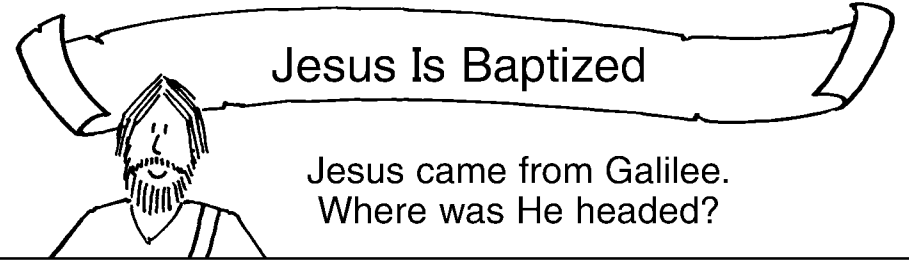 Jesus Is Baptized
Jesus came from Galilee.
Where was He headed?